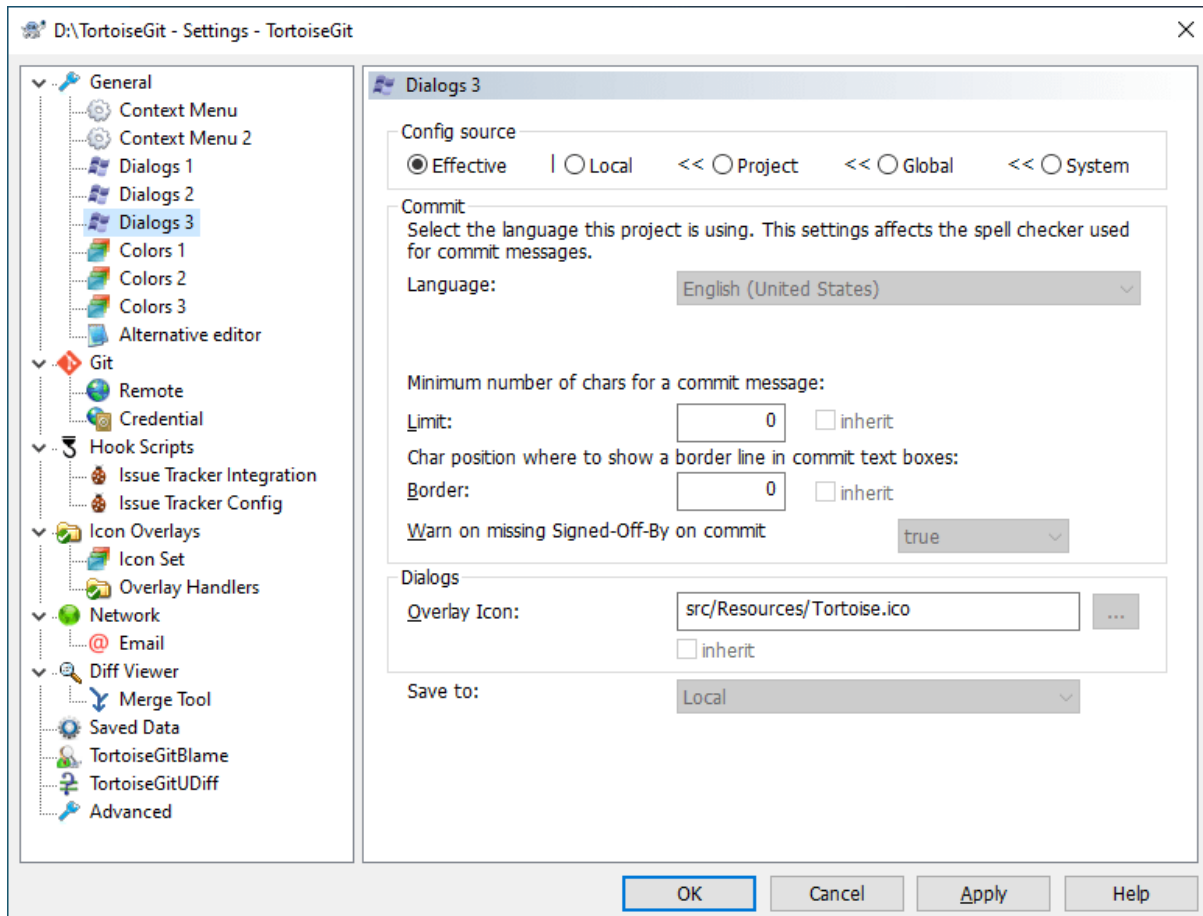 D:\TortoiseGit - Settings - TortoiseGit
General
Context Menu
Context Menu 2
Dialogs 1
Dialogs 2
Dialogs 3
Colors 1
Colors 2
Colors 3
Alternative editor
Git
Remote
Credential
Hook Scripts
Issue Tracker Integration
Issue Tracker Config
Icon Overlays
Icon Set
Overlay Handlers
Network
Email
Diff Viewer
Merge Tool
Saved Data
TortoiseGitBlame
TortoiseGitUDiff
Advanced
Dialogs 3
Config source
Effective | Local << Project << Global << System
Commit
Select the language this project is using. This settings affects the spell checker used
for commit messages.
Language: English (United States)
Minimum number of chars for a commit message:
Limit: 0 inherit
Char position where to show a border line in commit text boxes:
Border: 0 inherit
Warn on missing Signed-Off-By on commit true
Dialogs
Overlay Icon: src/Resources/Tortoise.ico ...
inherit
Save to: Local
OK Cancel Apply Help